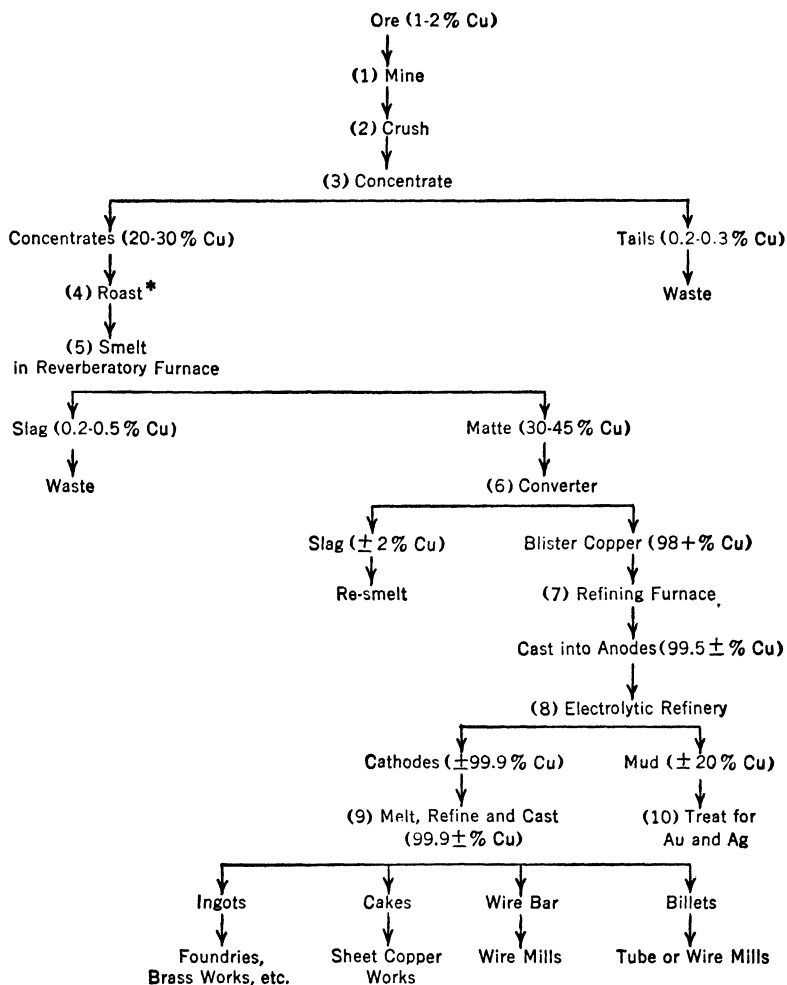 Ore (1-2% Cu)
(1) Mine
(2) Crush
(3) Concentrate
Concentrates (20-30% Cu)
Tails (0.2-0.3% Cu)
(4) Roast*
Waste
(5) Smelt
in Reverberatory Furnace
Slag (0.2-0.5% Cu)
Matte (30-45% Cu)
Waste
(6) Converter
Slag (± 2% Cu)
Blister Copper (98+% Cu)
Re-smelt
(7) Refining Furnace
Cast into Anodes (99.5±% Cu)
(8) Electrolytic Refinery
Cathodes (±99.9% Cu)
Mud (±20% Cu)
(9) Melt, Refine and Cast
(99.9±% Cu)
(10) Treat for
Au and Ag
Ingots
Cakes
Wire Bar
Billets
Foundries,
Brass Works, etc.
Sheet Copper
Works
Wire Mills
Tube or Wire Mills